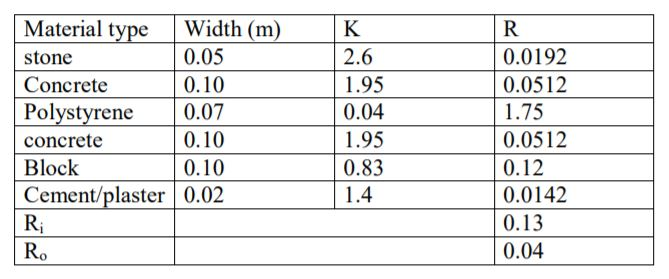 Material type Width (m) K R
stone 0.05 2.6 0.0192
Concrete 0.10 1.95 0.0512
Polystyrene 0.07 0.04 1.75
concrete 0.10 1.95 0.0512
Block 0.10 0.83 0.12
Cement/plaster 0.02 1.4 0.0142
Ri 0.13
Ro 0.04